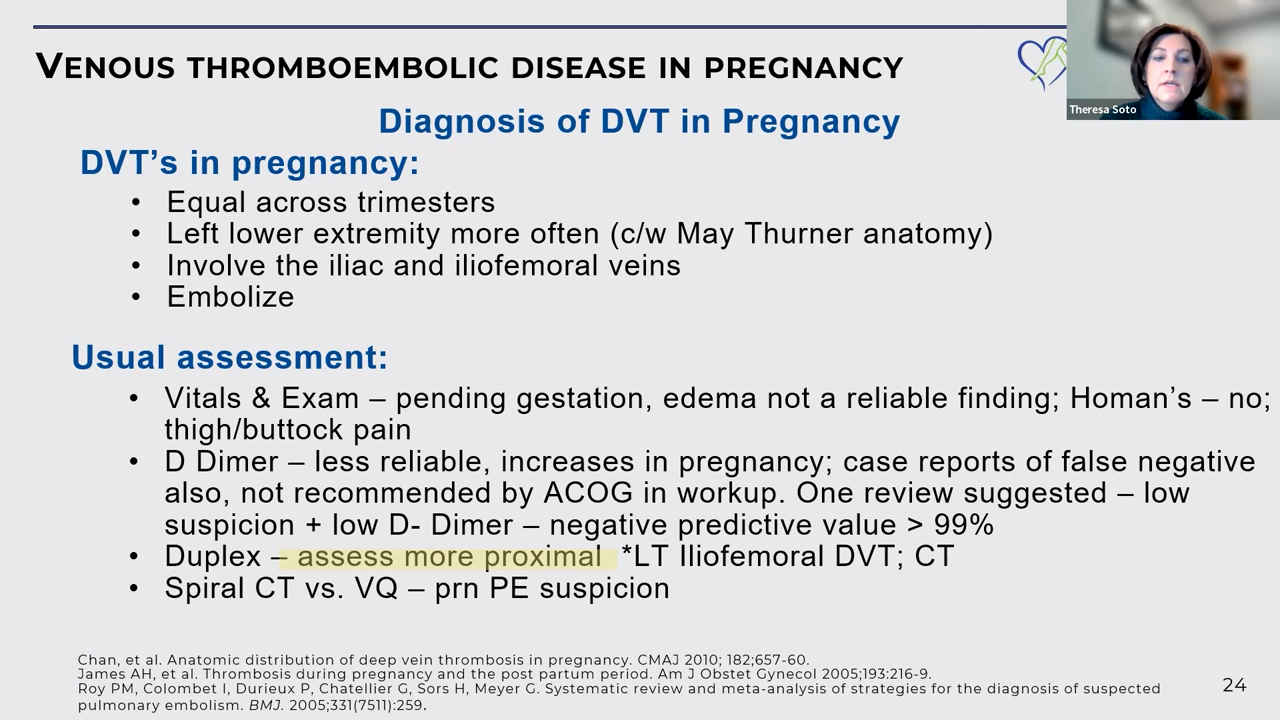 VENOUS THROMBOEMBOLIC DISEASE IN PREGNANCY
Theresa Soto
Diagnosis of DVT in Pregnancy
DVT’s in pregnancy:
• Equal across trimesters
• Left lower extremity more often (c/w May Thurner anatomy)
• Involve the iliac and iliofemoral veins
• Embolize
Usual assessment:
• Vitals & Exam – pending gestation, edema not a reliable finding; Homan’s – no;
thigh/buttock pain
• D Dimer – less reliable, increases in pregnancy; case reports of false negative
also, not recommended by ACOG in workup. One review suggested – low
suspicion + low D- Dimer – negative predictive value > 99%
• Duplex – assess more proximal *LT Iliofemoral DVT; CT
• Spiral CT vs. VQ – prn PE suspicion
Chan, et al. Anatomic distribution of deep vein thrombosis in pregnancy. CMAJ 2010; 182;657-60.
James AH, et al. Thrombosis during pregnancy and the post partum period. Am J Obstet Gynecol 2005;193:216-9.
Roy PM, Colombet I, Durieux P, Chatellier G, Sors H, Meyer G. Systematic review and meta-analysis of strategies for the diagnosis of suspected
pulmonary embolism. BMJ. 2005;331(7511):259.
24